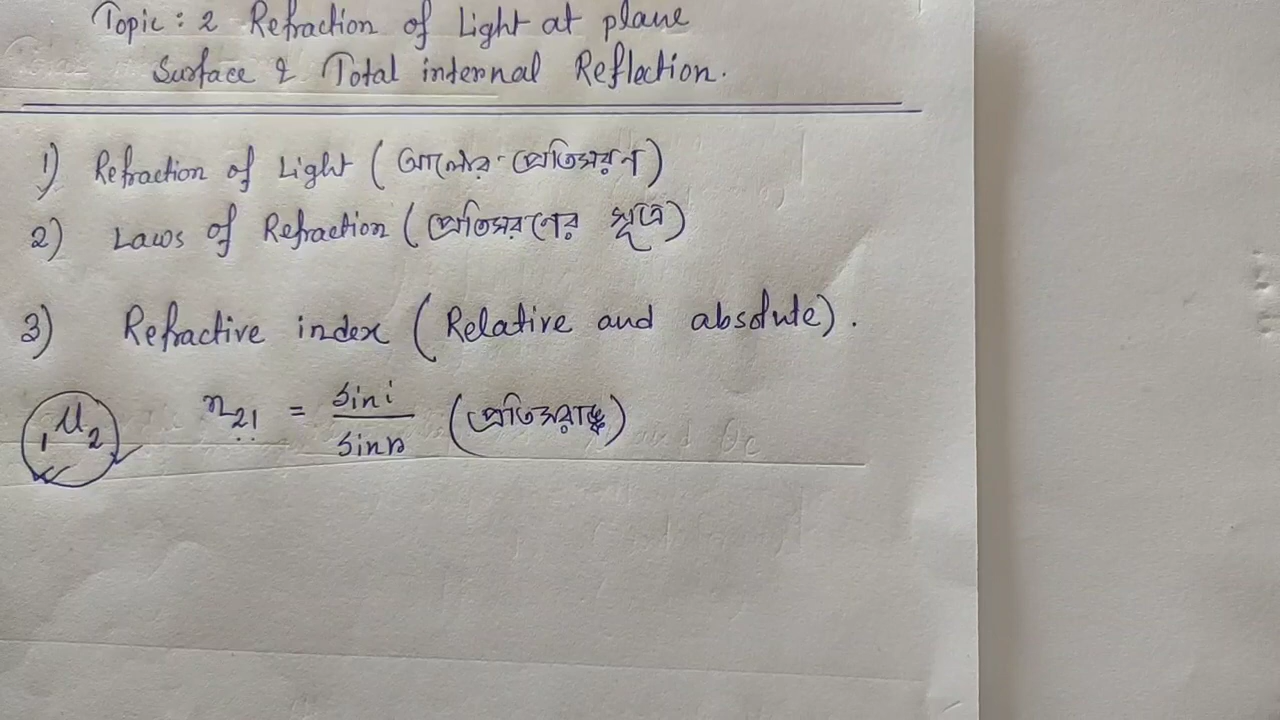 Topic: 2 Refraction of Light at plane
Surface & Total internal Reflection.
1) Refraction of Light (আলোর প্রতিসরণ)
2) Laws of Refraction (প্রতিসরণের সূত্র)
3) Refractive index (Relative and absolute).
₁μ₂ n₂₁ = sin i / sin r (প্রতিসরাঙ্ক)